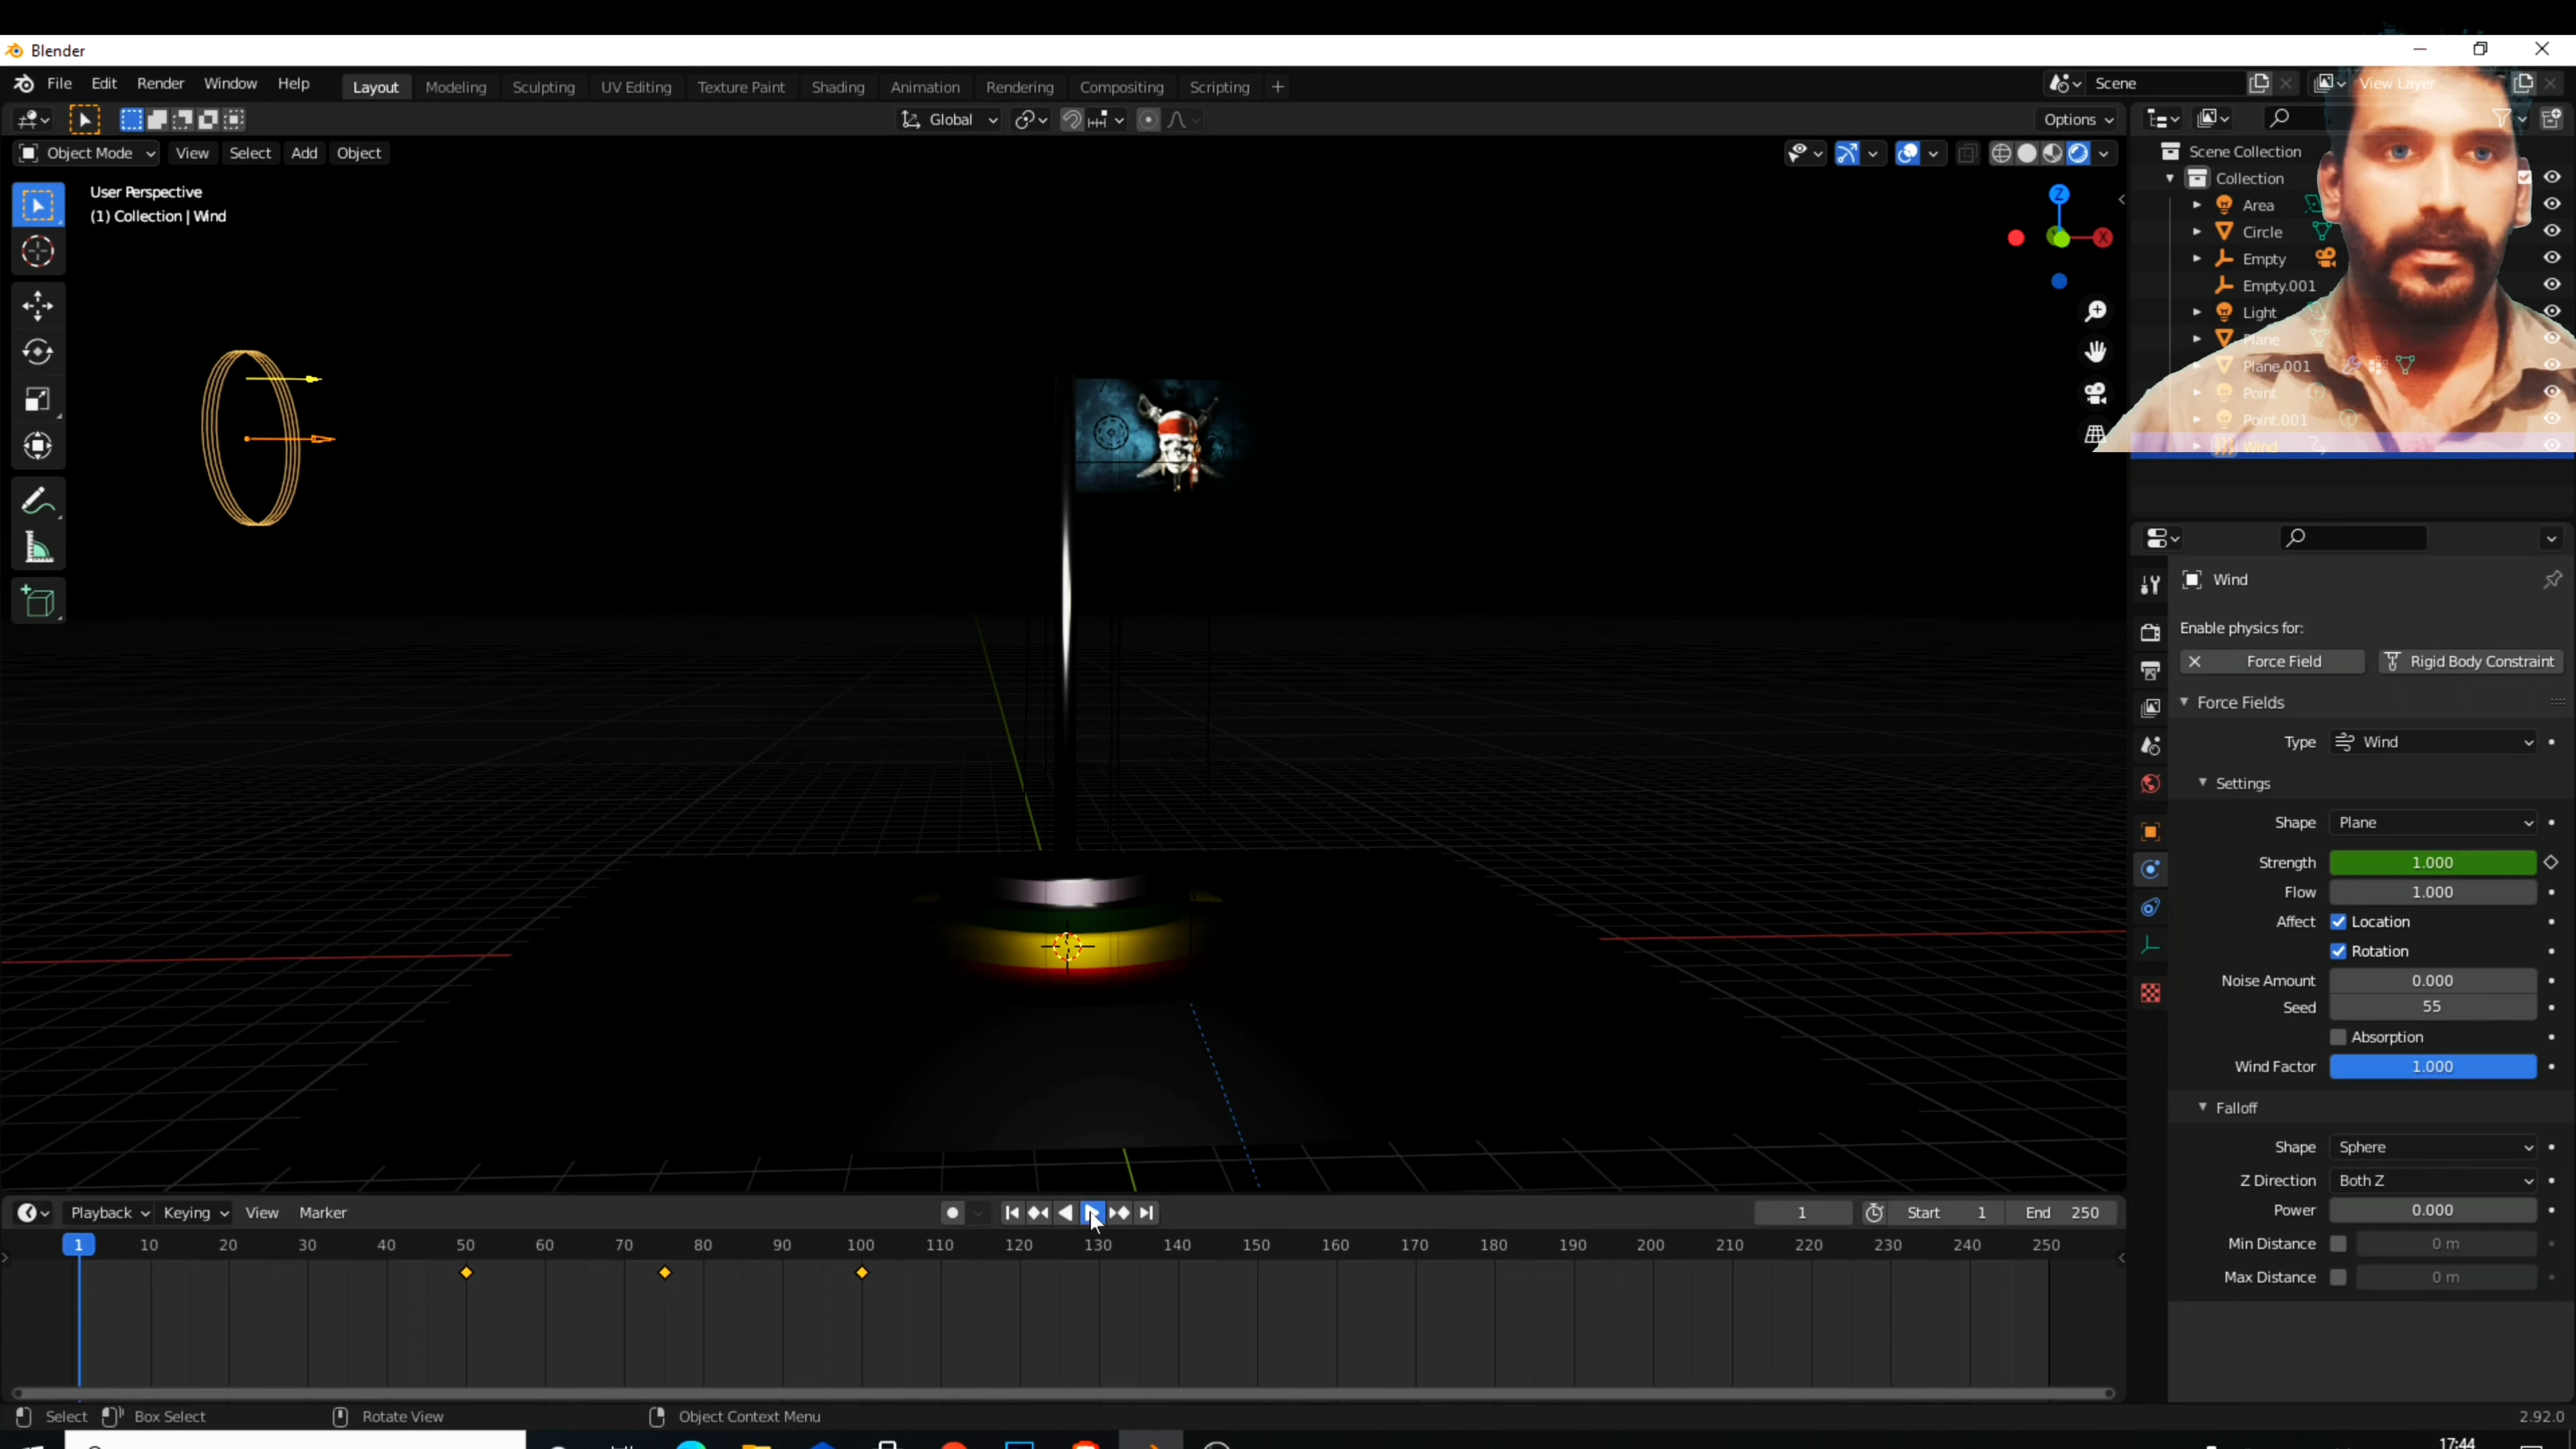 Blender
File Edit Render Window Help Layout Modeling Sculpting UV Editing Texture Paint Shading Animation Rendering Compositing Scripting + Scene View Layer
Global Options
Object Mode View Select Add Object
User Perspective
(1) Collection | Wind
Z
X
Scene Collection
Collection
Area
Circle
Empty
Empty.001
Light
Plane
Plane.001
Point
Point.001
Wind
Wind
Enable physics for:
Force Field Rigid Body Constraint
Force Fields
Type Wind
Settings
Shape Plane
Strength 1.000
Flow 1.000
Affect Location
Rotation
Noise Amount 0.000
Seed 55
Absorption
Wind Factor 1.000
Falloff
Shape Sphere
Z Direction Both Z
Power 0.000
Min Distance 0 m
Max Distance 0 m
Playback Keying View Marker 1 Start 1 End 250
1 10 20 30 40 50 60 70 80 90 100 110 120 130 140 150 160 170 180 190 200 210 220 230 240 250
Select Box Select Rotate View Object Context Menu 2.92.0
17:44